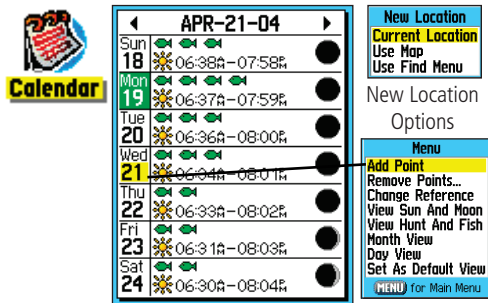 Calendar
APR-21-04
Sun
18 06:38A-07:58P
Mon
19 06:37A-07:59P
Tue
20 06:36A-08:00P
Wed
21 06:34A-08:01P
Thu
22 06:33A-08:02P
Fri
23 06:31A-08:03P
Sat
24 06:30A-08:04P
New Location
Current Location
Use Map
Use Find Menu
New Location
Options
Menu
Add Point
Remove Points...
Change Reference
View Sun And Moon
View Hunt And Fish
Month View
Day View
Set As Default View
MENU for Main Menu